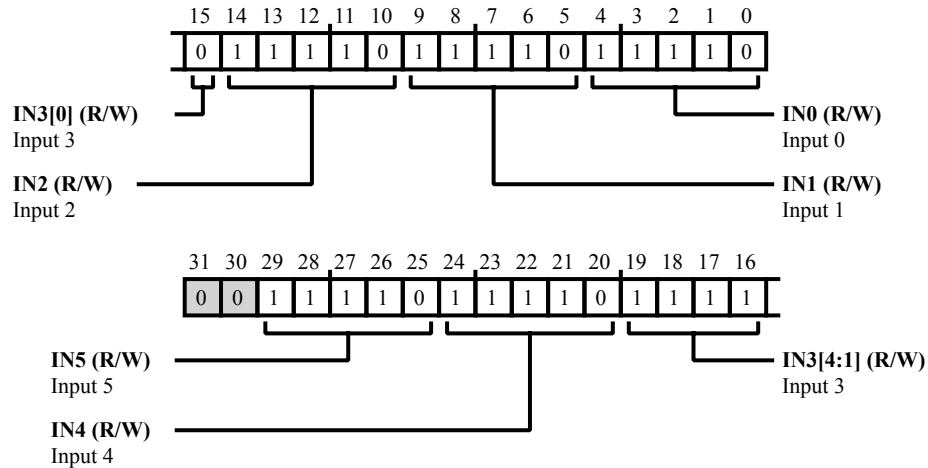 15 14 13 12 11 10 9 8 7 6 5 4 3 2 1 0
0 1 1 1 1 0 1 1 1 1 0 1 1 1 1 0
IN3[0] (R/W)
Input 3
IN0 (R/W)
Input 0
IN2 (R/W)
Input 2
IN1 (R/W)
Input 1
31 30 29 28 27 26 25 24 23 22 21 20 19 18 17 16
0 0 1 1 1 1 0 1 1 1 1 0 1 1 1 1
IN5 (R/W)
Input 5
IN3[4:1] (R/W)
Input 3
IN4 (R/W)
Input 4